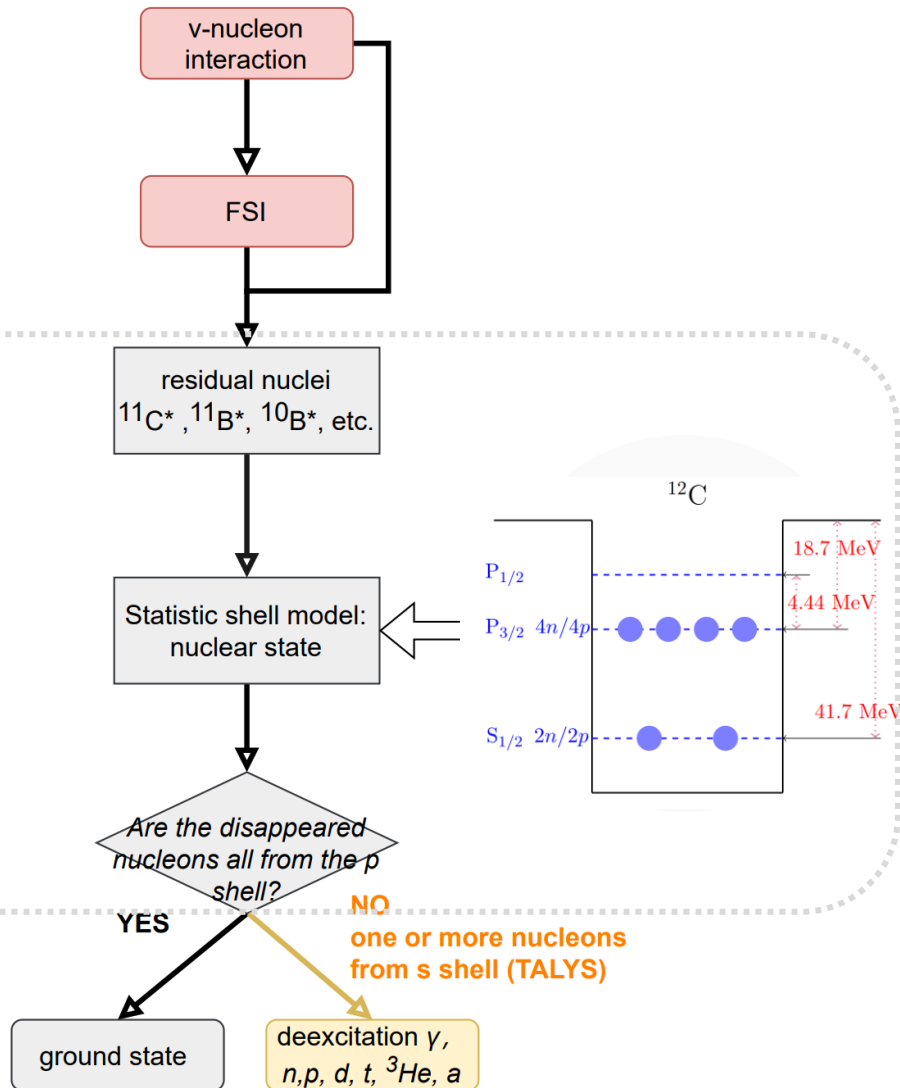 ν-nucleon
interaction
FSI
residual nuclei
¹¹C* , ¹¹B*, ¹⁰B*, etc.
Statistic shell model:
nuclear state
¹²C
18.7 MeV
P₁/₂
4.44 MeV
P₃/₂ 4n/4p
41.7 MeV
S₁/₂ 2n/2p
Are the disappeared
nucleons all from the p
shell?
YES
NO
one or more nucleons
from s shell (TALYS)
ground state
deexcitation γ,
n,p, d, t, ³He, a